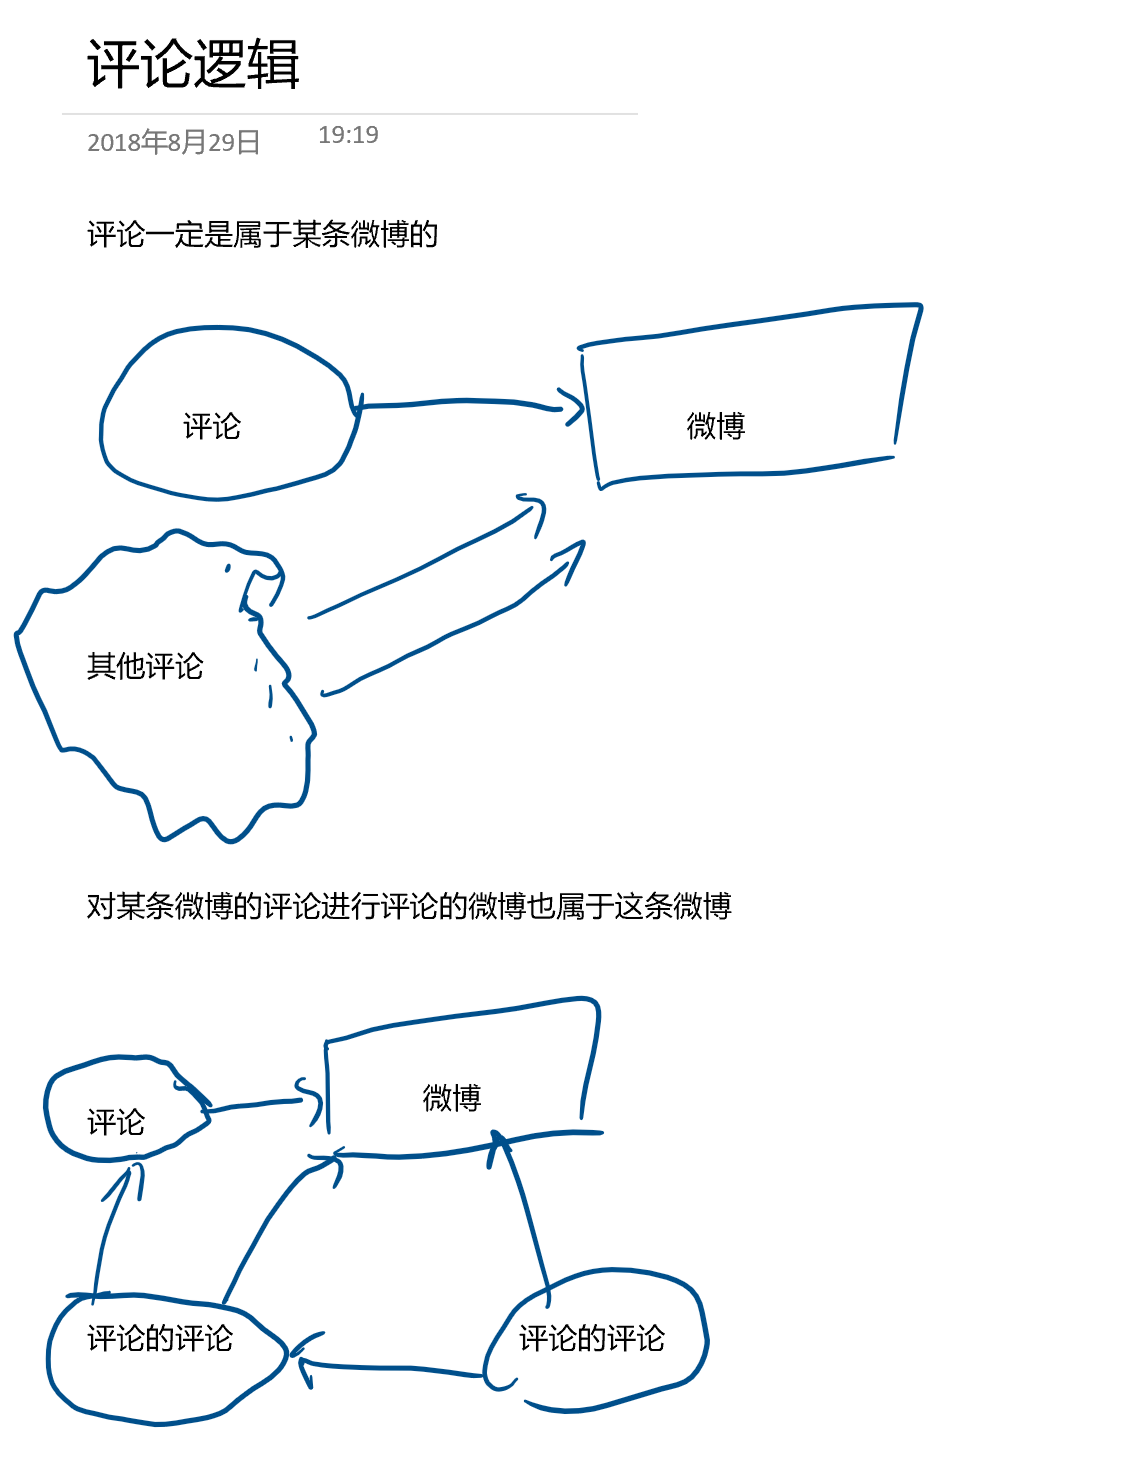 评论逻辑
2018年8月29日 19:19
评论一定是属于某条微博的
评论
微博
其他评论
对某条微博的评论进行评论的微博也属于这条微博
微博
评论
评论的评论
评论的评论